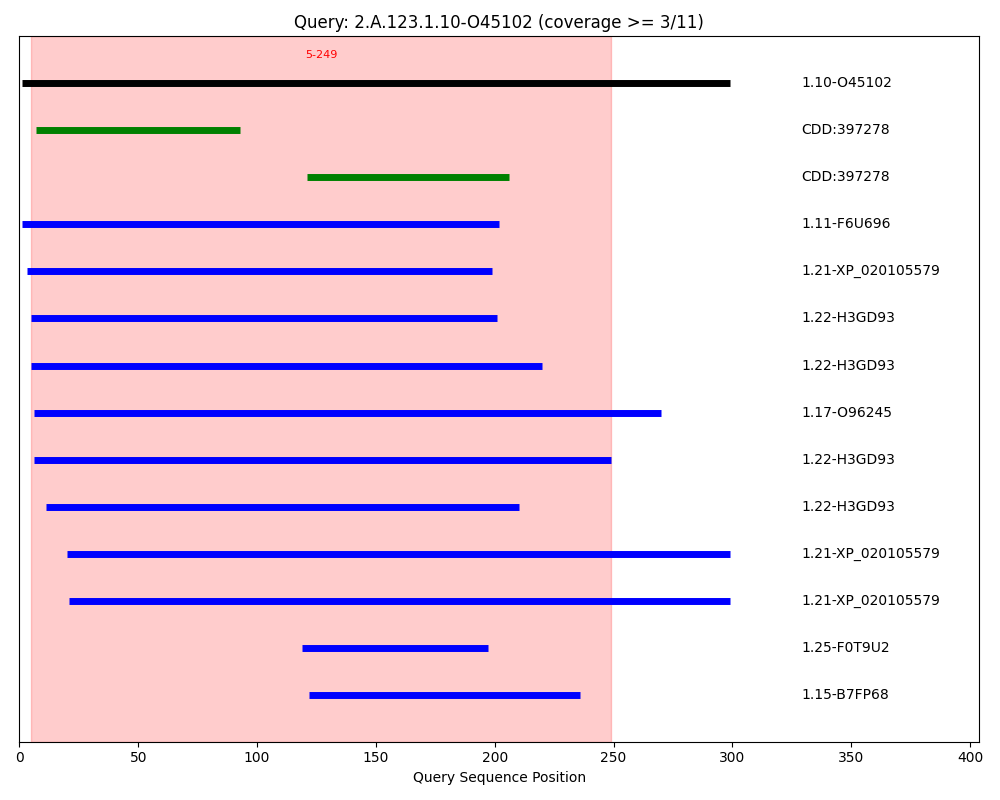 Query: 2.A.123.1.10-O45102 (coverage >= 3/11)
5-249
1.10-O45102
CDD:397278
CDD:397278
1.11-F6U696
1.21-XP_020105579
1.22-H3GD93
1.22-H3GD93
1.17-O96245
1.22-H3GD93
1.22-H3GD93
1.21-XP_020105579
1.21-XP_020105579
1.25-F0T9U2
1.15-B7FP68
0 50 100 150 200 250 300 350 400
Query Sequence Position